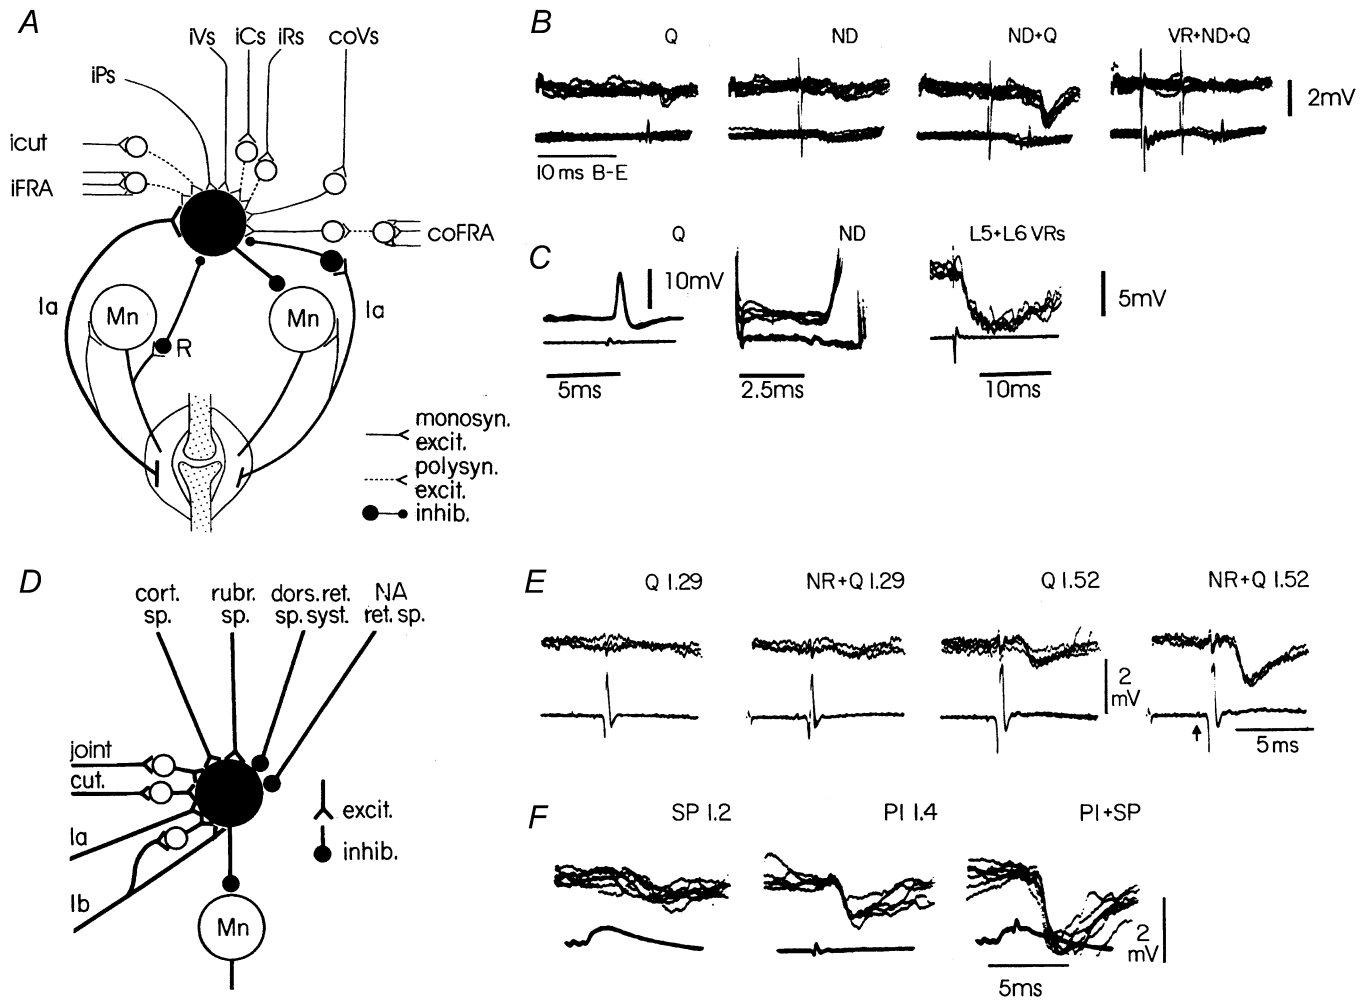 A
iVs iCs iRs coVs
iPs
icut
iFRA
coFRA
Ia
Ia
Mn
Mn
R
monosyn.
excit.
polysyn.
excit.
inhib.
B
Q ND ND+Q VR+ND+Q
2mV
10 ms B-E
C
Q ND L5+L6 VRs
10mV
5mV
5ms 2.5ms 10ms
D
cort. rubr. dors.ret. NA
sp. sp. sp. syst. ret. sp.
joint
cut.
Ia
Ib
excit.
inhib.
Mn
E
Q 1.29 NR+Q 1.29 Q 1.52 NR+Q 1.52
2
mV
5ms
F
SP 1.2 PI 1.4 PI+SP
2
mV
5ms